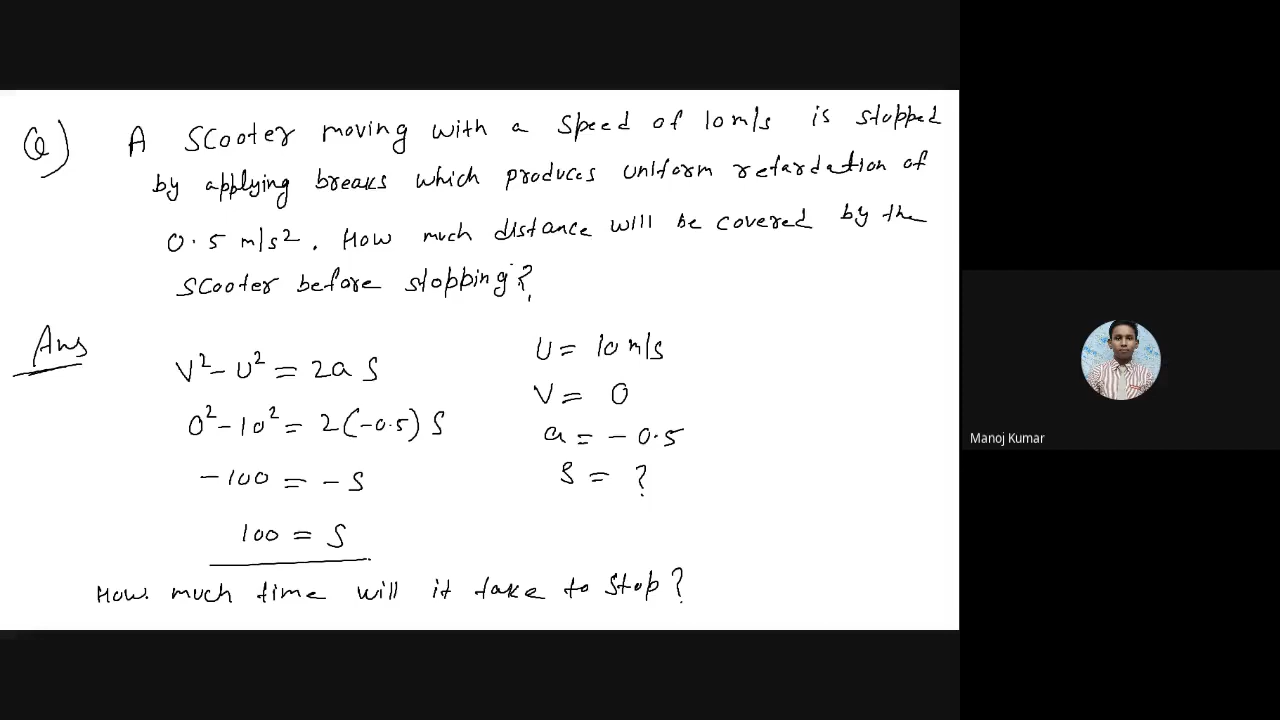 Q) A Scooter moving with a speed of 10 m/s is stopped
by applying breaks which produces uniform retardation of
0.5 m/s2. How much distance will be covered by the
scooter before stopping?
Ans
V² - U² = 2a S
0² - 10² = 2(-0.5) S
-100 = - S
100 = S
U = 10 m/s
V = 0
a = - 0.5
S = ?
How much time will it take to stop?
Manoj Kumar